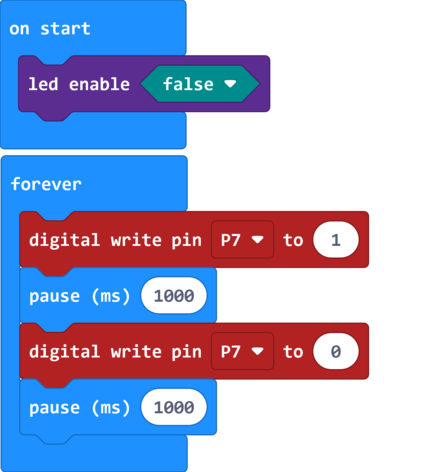 on start
led enable false
forever
digital write pin P7 to 1
pause (ms) 1000
digital write pin P7 to 0
pause (ms) 1000